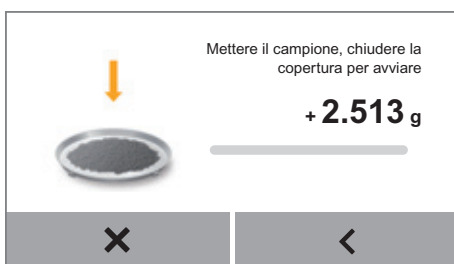 Mettere il campione, chiudere la
copertura per avviare
+ 2.513 g